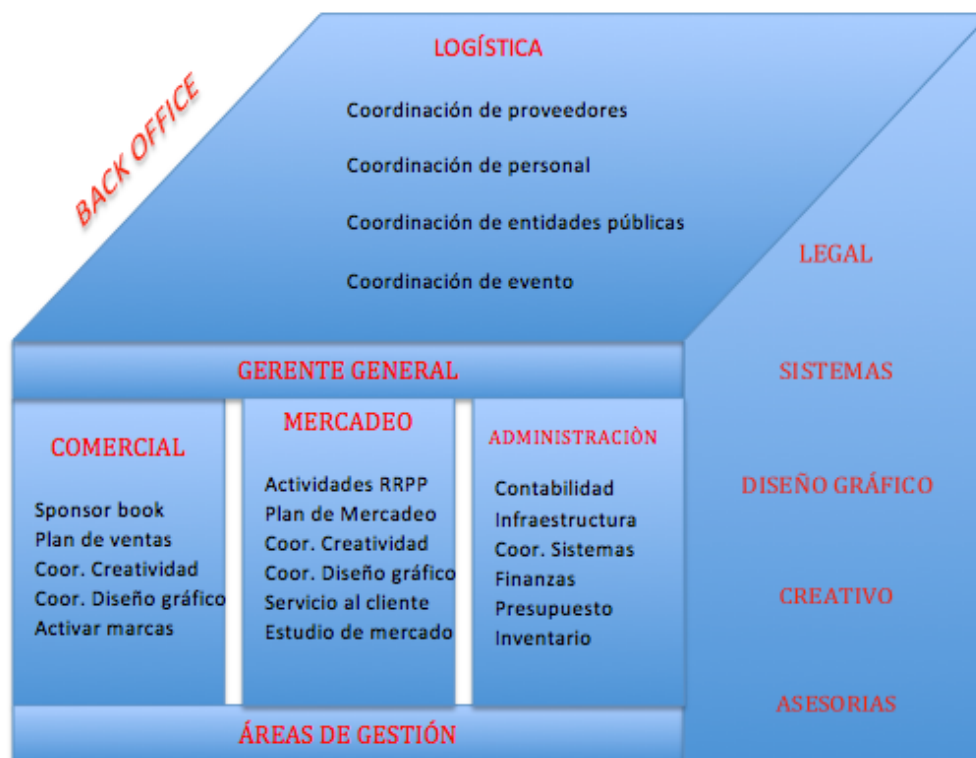 BACK OFFICE
LOGÍSTICA
Coordinación de proveedores
Coordinación de personal
Coordinación de entidades públicas
Coordinación de evento
GERENTE GENERAL
COMERCIAL
Sponsor book
Plan de ventas
Coor. Creatividad
Coor. Diseño gráfico
Activar marcas
MERCADEO
Actividades RRPP
Plan de Mercadeo
Coor. Creatividad
Coor. Diseño gráfico
Servicio al cliente
Estudio de mercado
ADMINISTRACIÒN
Contabilidad
Infraestructura
Coor. Sistemas
Finanzas
Presupuesto
Inventario
ÁREAS DE GESTIÓN
LEGAL
SISTEMAS
DISEÑO GRÁFICO
CREATIVO
ASESORIAS